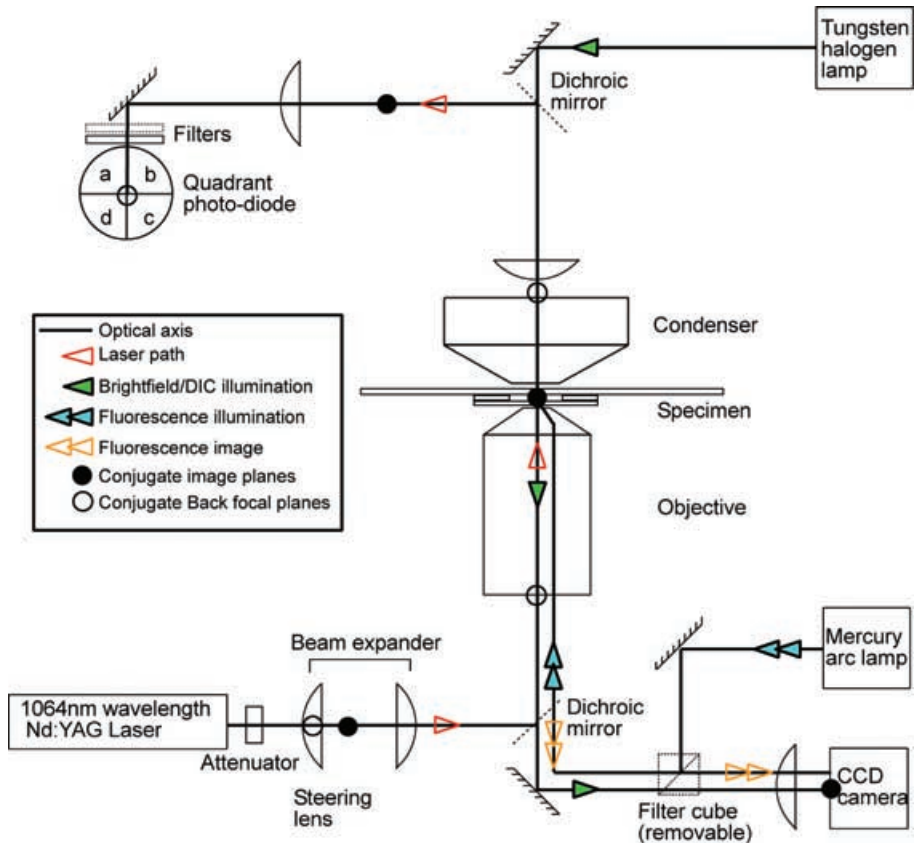 Tungsten
halogen
lamp
Dichroic
mirror
Filters
a b
d c
Quadrant
photo-diode
Optical axis
Laser path
Brightfield/DIC illumination
Fluorescence illumination
Fluorescence image
Conjugate image planes
Conjugate Back focal planes
Condenser
Specimen
Objective
Beam expander
Mercury
arc lamp
1064nm wavelength
Nd:YAG Laser
Attenuator
Steering
lens
Dichroic
mirror
Filter cube
(removable)
CCD
camera